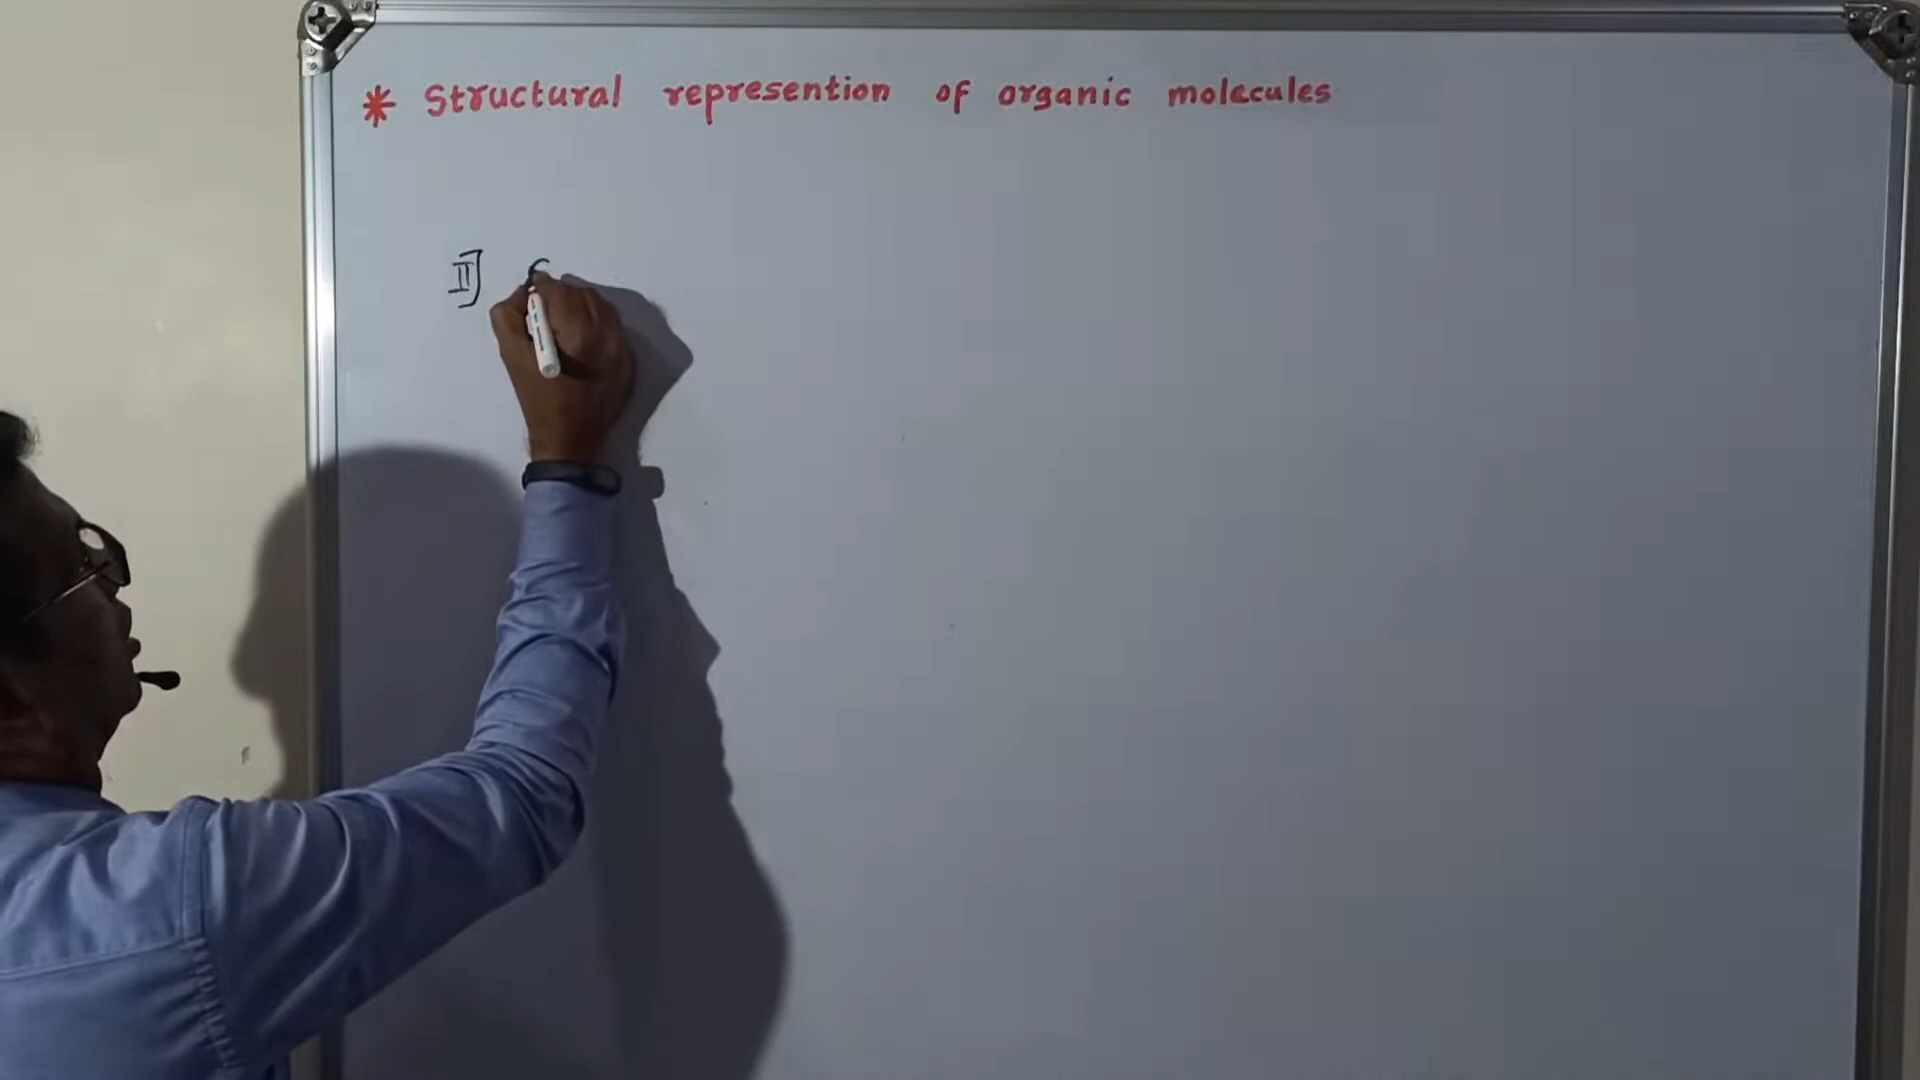 * Structural represention of organic molecules
II]